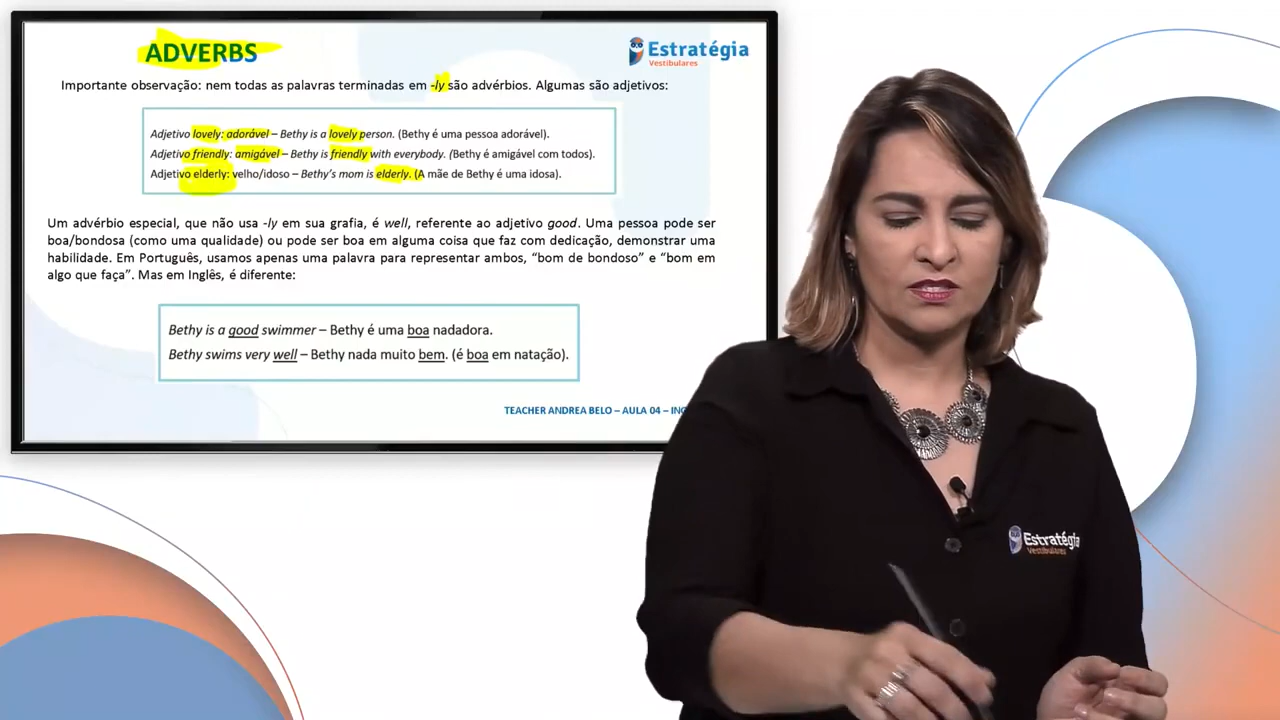 ADVERBS
Estratégia
Vestibulares
Importante observação: nem todas as palavras terminadas em -ly são advérbios. Algumas são adjetivos:
Adjetivo lovely: adorável – Bethy is a lovely person. (Bethy é uma pessoa adorável).
Adjetivo friendly: amigável – Bethy is friendly with everybody. (Bethy é amigável com todos).
Adjetivo elderly: velho/idoso – Bethy's mom is elderly. (A mãe de Bethy é uma idosa).
Um advérbio especial, que não usa -ly em sua grafia, é well, referente ao adjetivo good. Uma pessoa pode ser
boa/bondosa (como uma qualidade) ou pode ser boa em alguma coisa que faz com dedicação, demonstrar uma
habilidade. Em Português, usamos apenas uma palavra para representar ambos, “bom de bondoso” e “bom em
algo que faça”. Mas em Inglês, é diferente:
Bethy is a good swimmer – Bethy é uma boa nadadora.
Bethy swims very well – Bethy nada muito bem. (é boa em natação).
TEACHER ANDREA BELO – AULA 04 –
Estratégia
Vestibulares